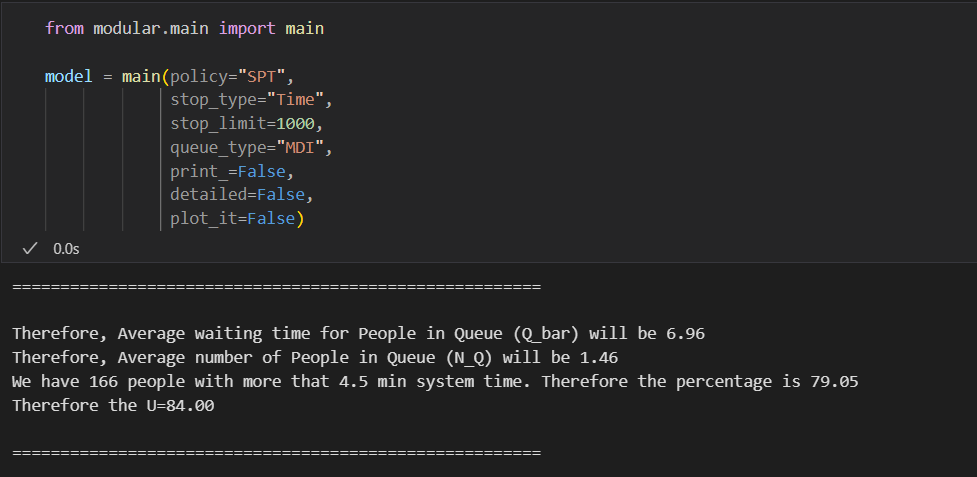 from modular.main import main
model = main(policy="SPT",
stop_type="Time",
stop_limit=1000,
queue_type="MDI",
print_=False,
detailed=False,
plot_it=False)
✓ 0.0s
=======================================================
Therefore, Average waiting time for People in Queue (Q_bar) will be 6.96
Therefore, Average number of People in Queue (N_Q) will be 1.46
We have 166 people with more that 4.5 min system time. Therefore the percentage is 79.05
Therefore the U=84.00
=======================================================